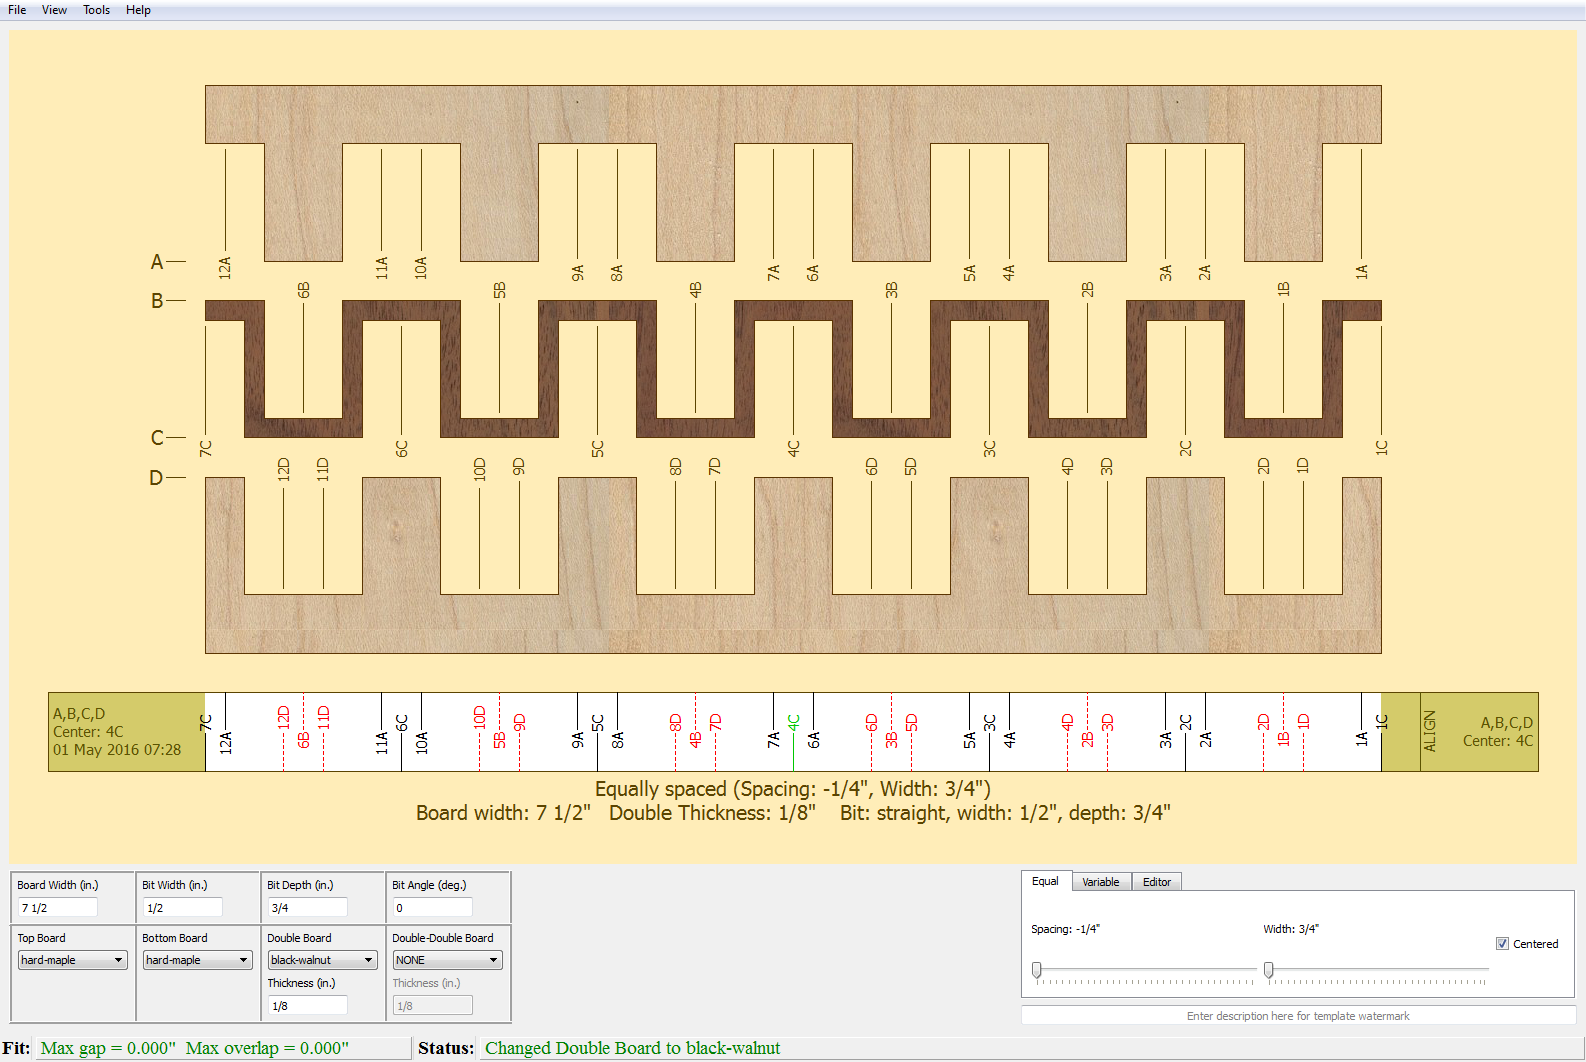 File View Tools Help
A
12A 11A 10A 9A 8A 7A 6A 5A 4A 3A 2A 1A
6B 5B 4B 3B 2B 1B
B
C
7C 6C 5C 4C 3C 2C 1C
12D 11D 10D 9D 8D 7D 6D 5D 4D 3D 2D 1D
D
A,B,C,D
Center: 4C
01 May 2016 07:28
7C 12A 12D 6B 11D 11A 6C 10A 10D 5B 9D 9A 5C 8A 8D 4B 7D 7A 4C 6A 6D 3B 5D 5A 3C 4A 4D 2B 3D 3A 2C 2A 2D 1B 1D 1A 1C
ALIGN
A,B,C,D
Center: 4C
Equally spaced (Spacing: -1/4", Width: 3/4")
Board width: 7 1/2" Double Thickness: 1/8" Bit: straight, width: 1/2", depth: 3/4"
Board Width (in.) Bit Width (in.) Bit Depth (in.) Bit Angle (deg.)
7 1/2 1/2 3/4 0
Top Board Bottom Board Double Board Double-Double Board
hard-maple hard-maple black-walnut NONE
Thickness (in.) Thickness (in.)
1/8 1/8
Equal Variable Editor
Spacing: -1/4" Width: 3/4"
Centered
Enter description here for template watermark
Fit: Max gap = 0.000" Max overlap = 0.000" Status: Changed Double Board to black-walnut